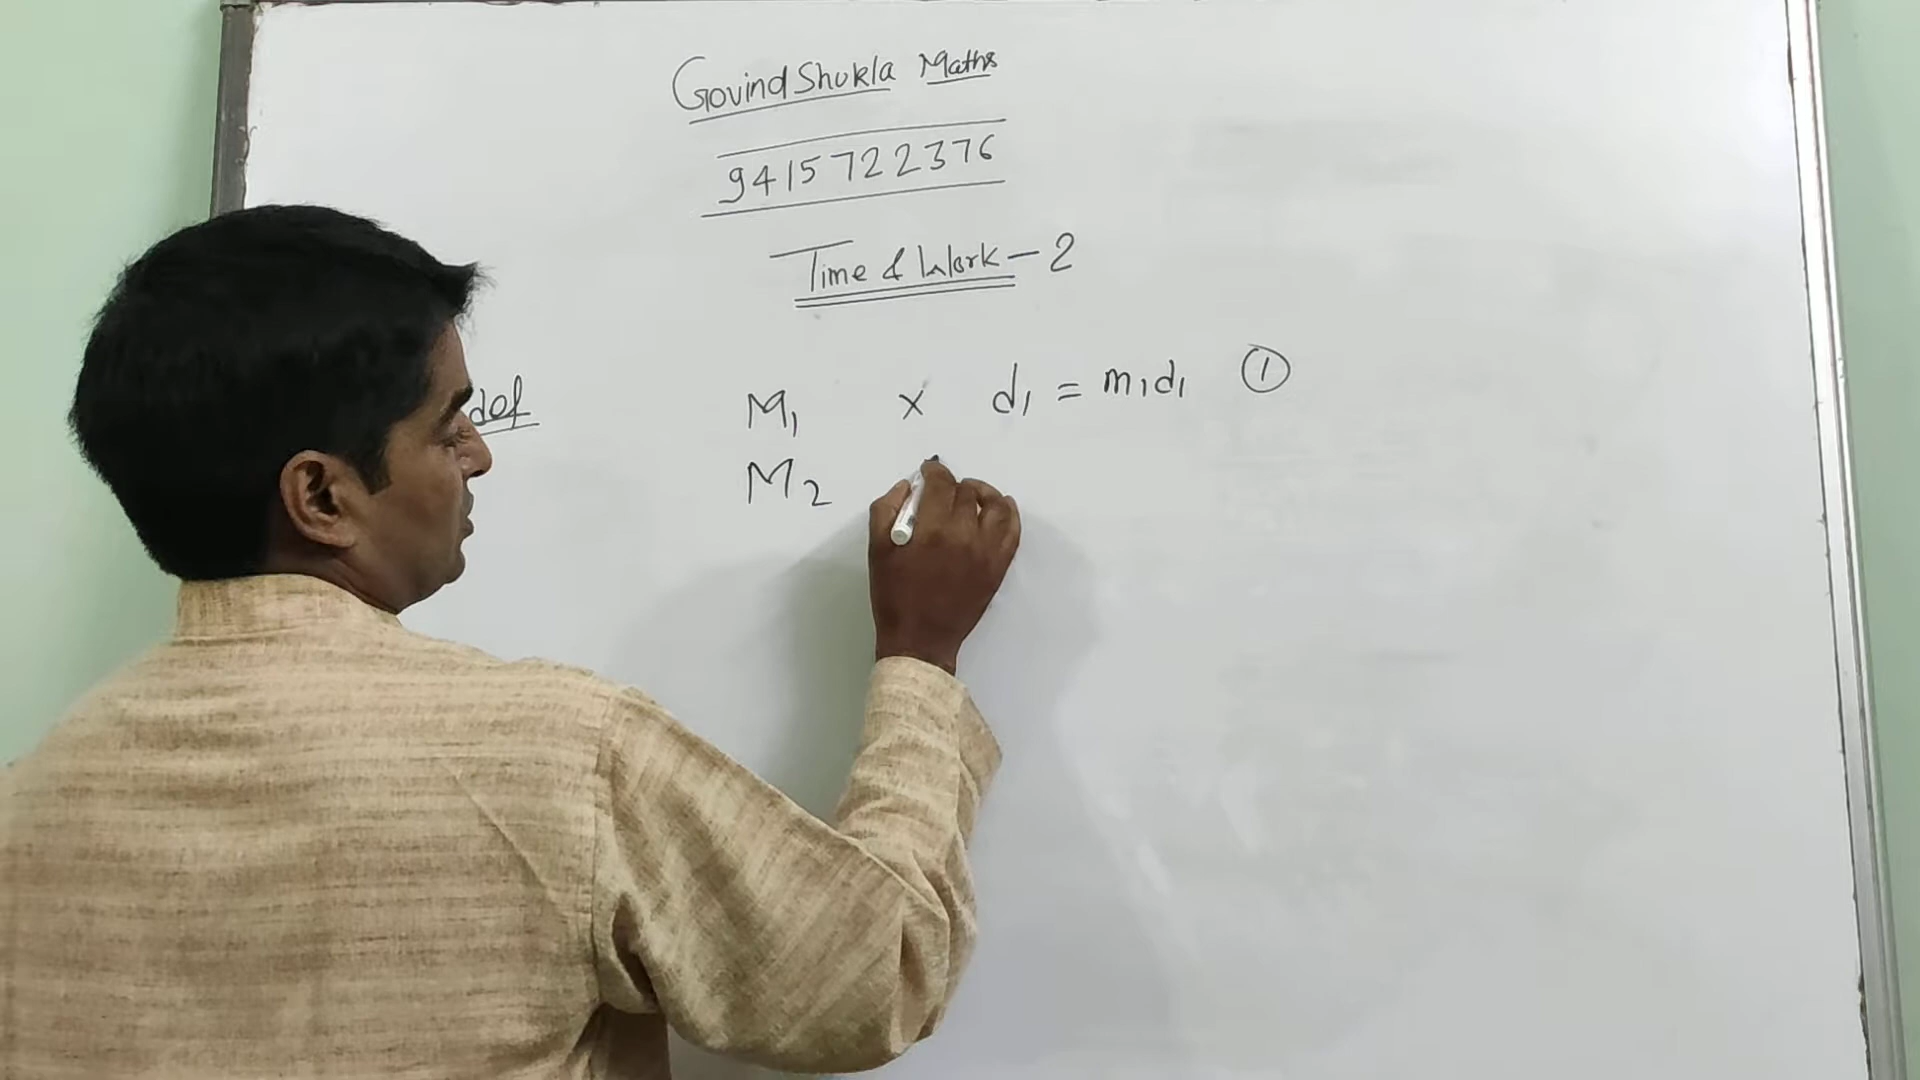 Govind Shukla Maths
9415722376
Time & Work - 2
def
M₁ × d₁ = m₁d₁ ①
M₂